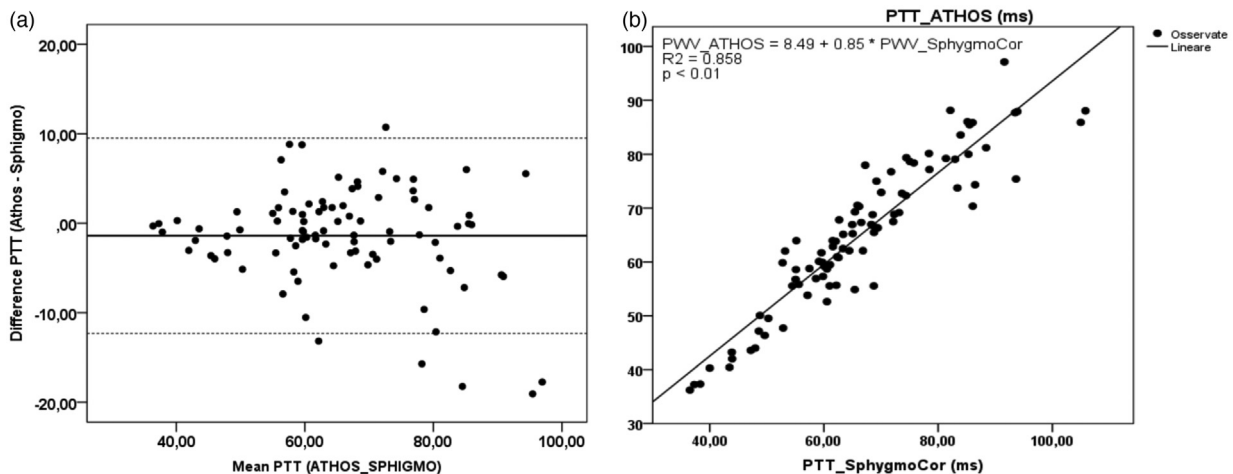 (a)
20,00
10,00
,00
-10,00
-20,00
Difference PTT (Athos - Sphigmo)
40,00 60,00 80,00 100,00
Mean PTT (ATHOS_SPHIGMO)
(b)
PTT_ATHOS (ms)
PWV_ATHOS = 8.49 + 0.85 * PWV_SphygmoCor
R2 = 0.858
p < 0.01
Osservate
Lineare
100
90
80
70
60
50
40
30
40,00 60,00 80,00 100,00
PTT_SphygmoCor (ms)